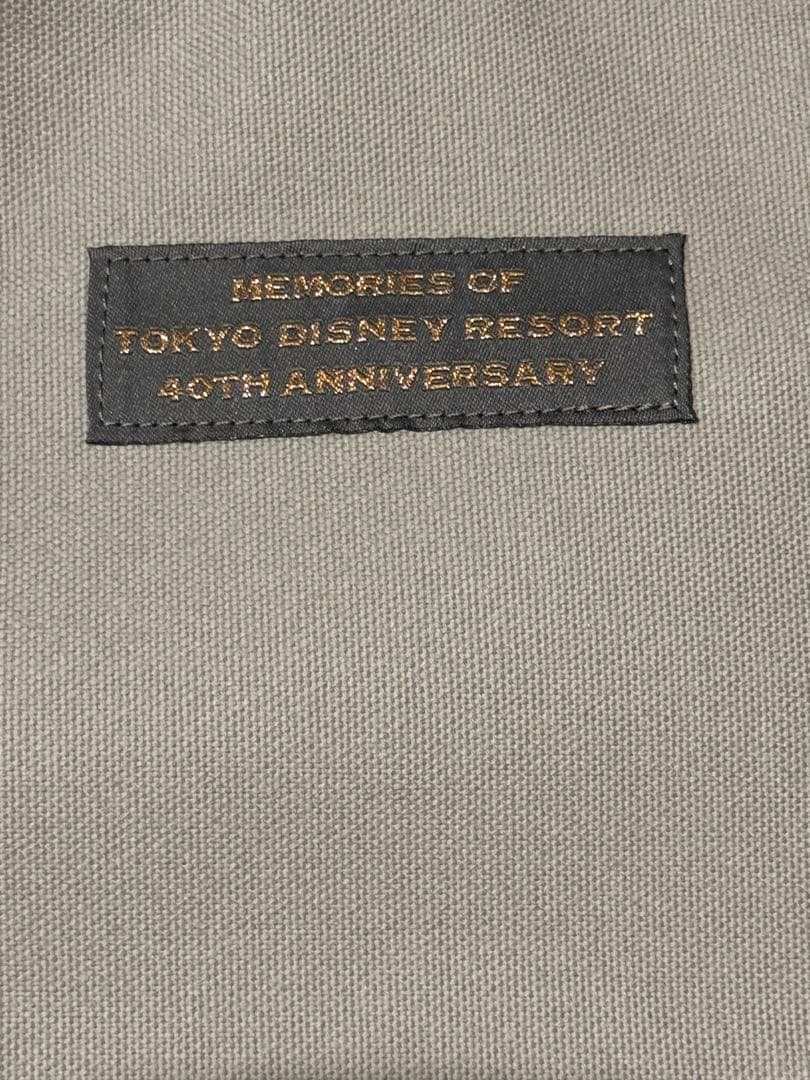 MEMORIES OF
TOKYO DISNEY RESORT
40TH ANNIVERSARY